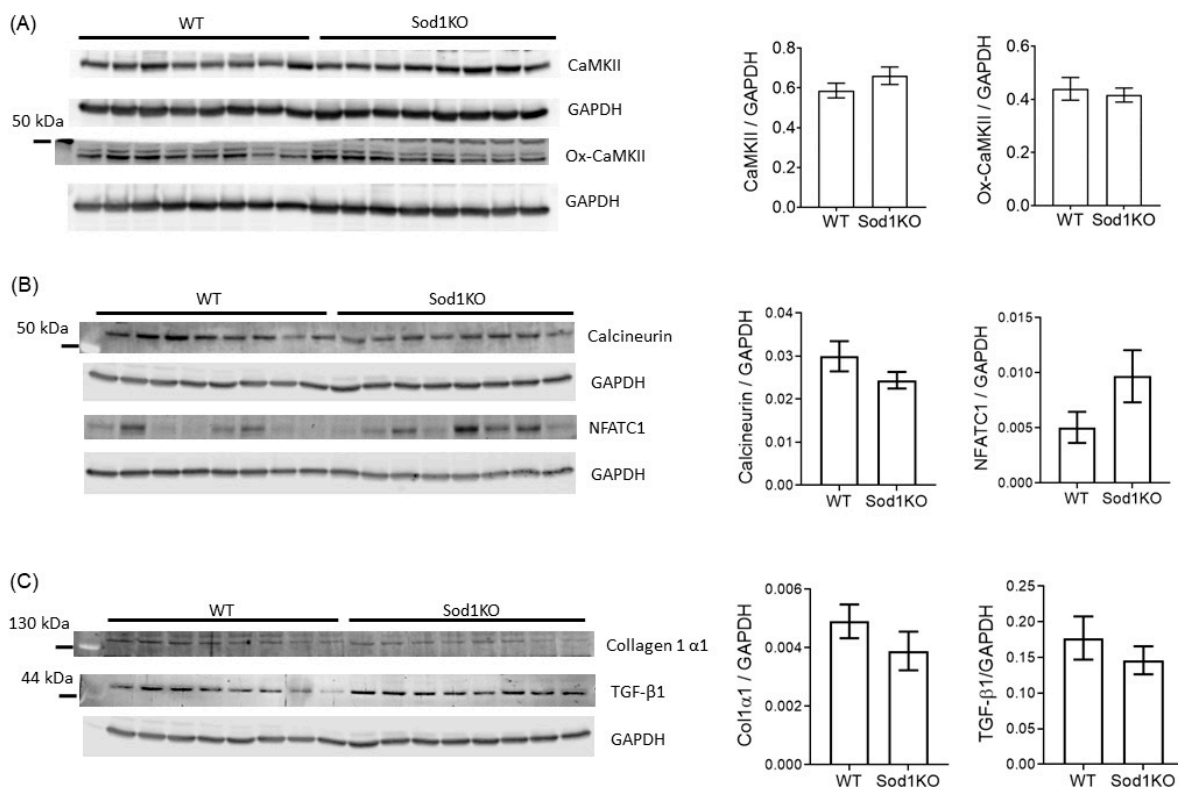 (A)
WT Sod1KO
CaMKII
GAPDH
50 kDa
Ox-CaMKII
GAPDH
CaMKII / GAPDH
0.8
0.6
0.4
0.2
0.0
WT Sod1KO
Ox-CaMKII / GAPDH
0.6
0.4
0.2
0.0
WT Sod1KO
(B)
WT Sod1KO
50 kDa
Calcineurin
GAPDH
NFATC1
GAPDH
Calcineurin / GAPDH
0.04
0.03
0.02
0.01
0.00
WT Sod1KO
NFATC1 / GAPDH
0.015
0.010
0.005
0.000
WT Sod1KO
(C)
WT Sod1KO
130 kDa
Collagen 1 α1
44 kDa
TGF-β1
GAPDH
Col1α1 / GAPDH
0.006
0.004
0.002
0.000
WT Sod1KO
TGF-β1/GAPDH
0.25
0.20
0.15
0.10
0.05
0.00
WT Sod1KO